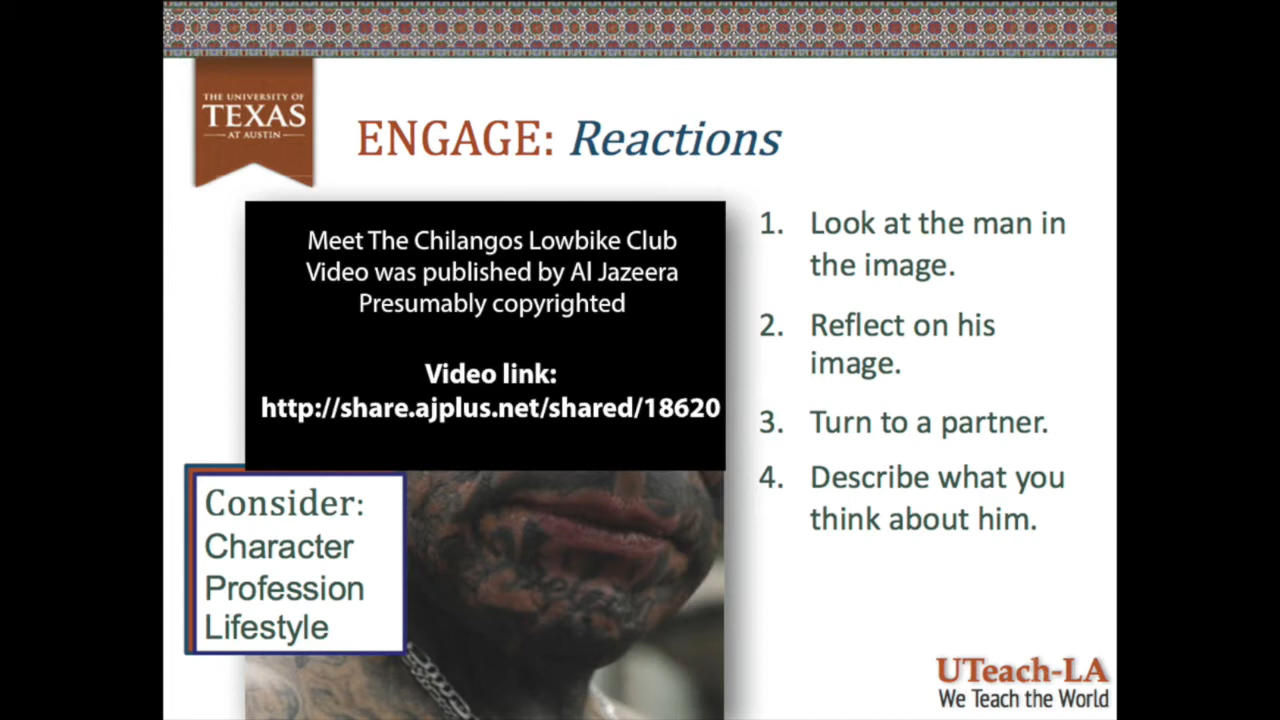 THE UNIVERSITY OF
TEXAS
AT AUSTIN
ENGAGE: Reactions
Meet The Chilangos Lowbike Club
Video was published by Al Jazeera
Presumably copyrighted
Video link:
http://share.ajplus.net/shared/18620
1. Look at the man in
the image.
2. Reflect on his
image.
3. Turn to a partner.
4. Describe what you
think about him.
Consider:
Character
Profession
Lifestyle
UTeach-LA
We Teach the World